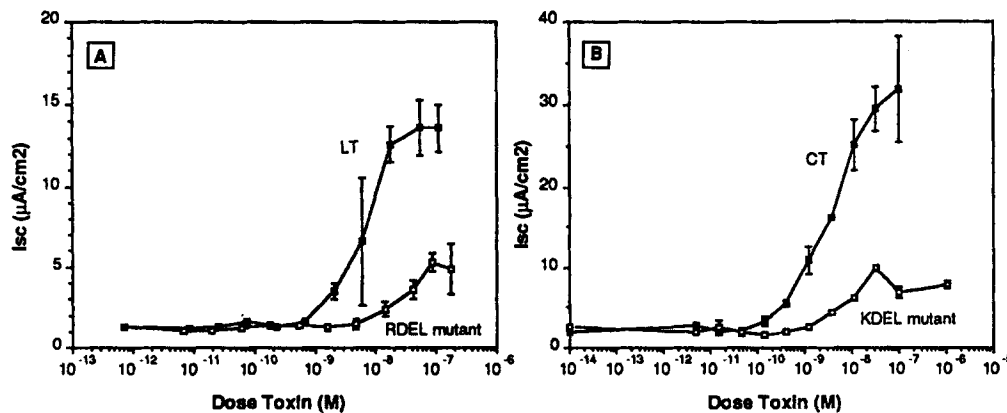 A
20
15
10
5
0
Isc (µA/cm2)
LT
RDEL mutant
10-13 10-12 10-11 10-10 10-9 10-8 10-7 10-6
Dose Toxin (M)
B
40
30
20
10
0
Isc (µA/cm2)
CT
KDEL mutant
10-14 10-13 10-12 10-11 10-10 10-9 10-8 10-7 10-6 10-5
Dose Toxin (M)